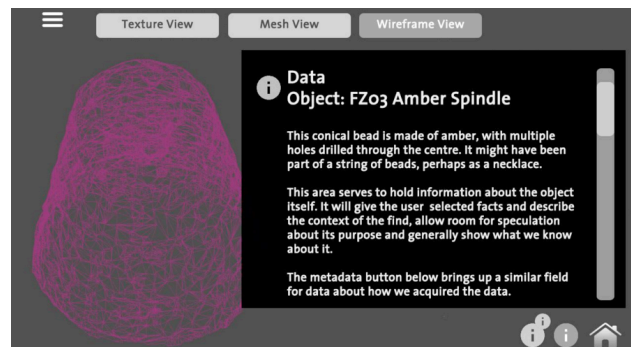 Texture View
Mesh View
Wireframe View
Data
Object: FZ03 Amber Spindle
This conical bead is made of amber, with multiple
holes drilled through the centre. It might have been
part of a string of beads, perhaps as a necklace.
This area serves to hold information about the object
itself. It will give the user selected facts and describe
the context of the find, allow room for speculation
about its purpose and generally show what we know
about it.
The metadata button below brings up a similar field
for data about how we acquired the data.